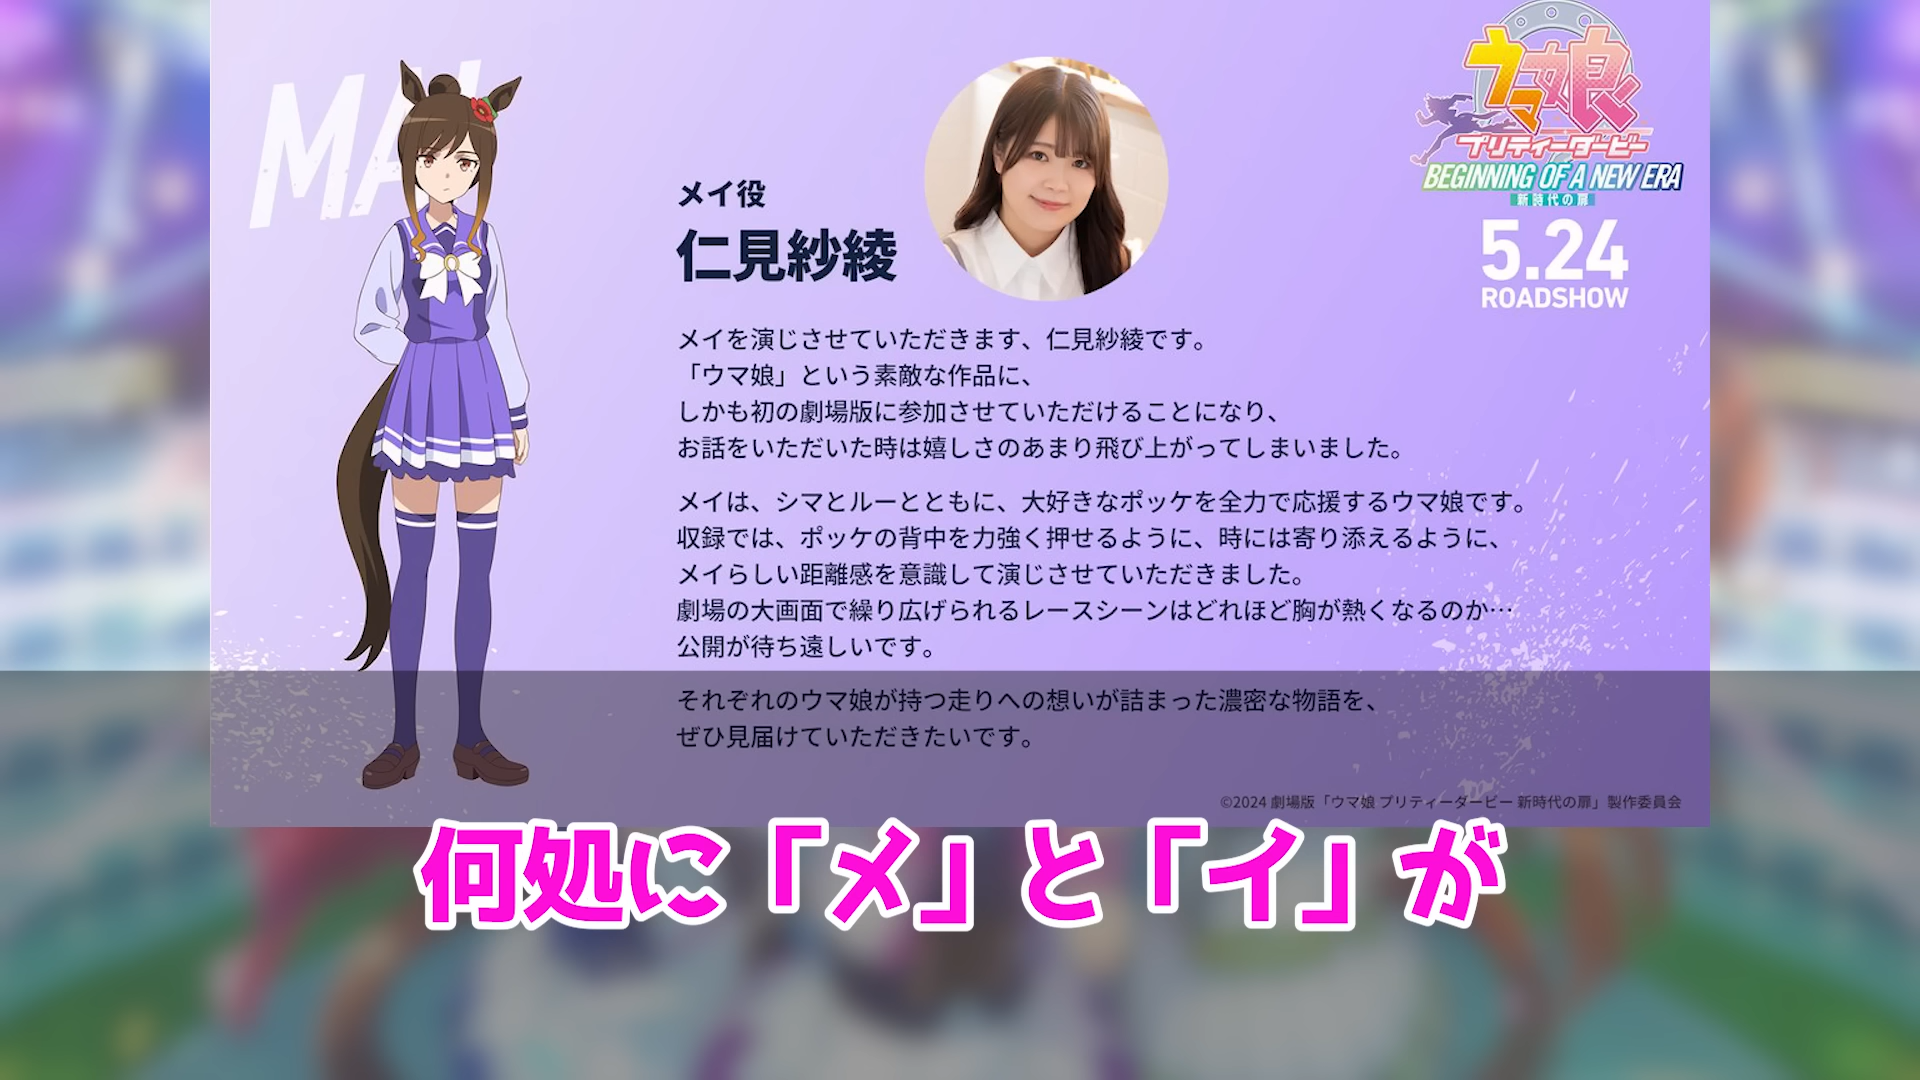 MAY
ウマ娘
プリティーダービー
BEGINNING OF A NEW ERA
新時代の扉
5.24
ROADSHOW
メイ役
仁見紗綾
メイを演じさせていただきます、仁見紗綾です。
「ウマ娘」という素敵な作品に、
しかも初の劇場版に参加させていただけることになり、
お話をいただいた時は嬉しさのあまり飛び上がってしまいました。
メイは、シマとルーとともに、大好きなポッケを全力で応援するウマ娘です。
収録では、ポッケの背中を力強く押せるように、時には寄り添えるように、
メイらしい距離感を意識して演じさせていただきました。
劇場の大画面で繰り広げられるレースシーンはどれほど胸が熱くなるのか…
公開が待ち遠しいです。
それぞれのウマ娘が持つ走りへの想いが詰まった濃密な物語を、
ぜひ見届けていただきたいです。
©2024 劇場版「ウマ娘 プリティーダービー 新時代の扉」製作委員会
何処に「メ」と「イ」が